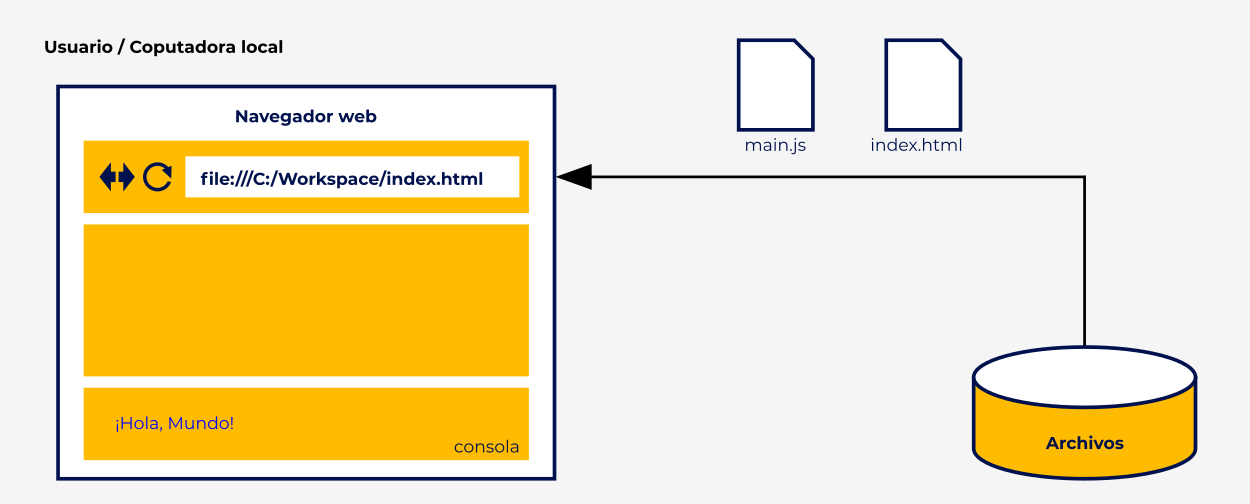 Usuario / Coputadora local
Navegador web
file:///C:/Workspace/index.html
¡Hola, Mundo!
consola
main.js
index.html
Archivos